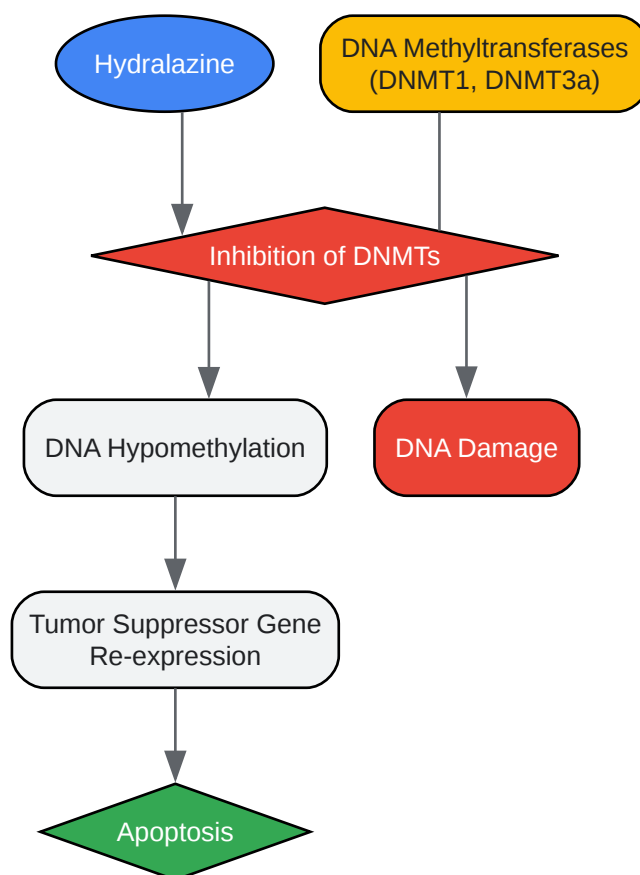 Hydralazine
DNA Methyltransferases
(DNMT1, DNMT3a)
Inhibition of DNMTs
DNA Hypomethylation
DNA Damage
Tumor Suppressor Gene
Re-expression
Apoptosis